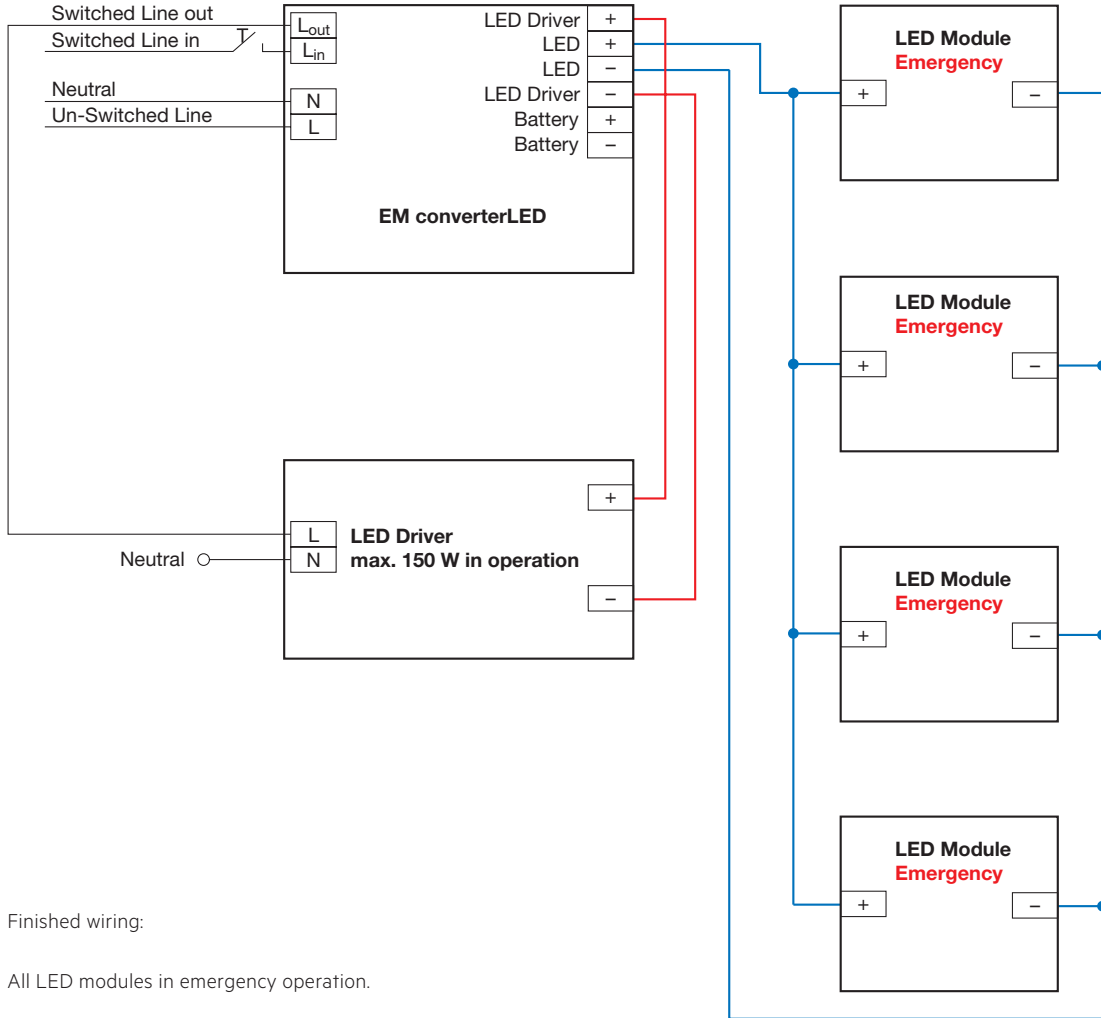 Switched Line out
Switched Line in
Neutral
Un-Switched Line
Lout
Lin
N
L
LED Driver +
LED +
LED –
LED Driver –
Battery +
Battery –
EM converterLED
LED Module
Emergency
+ –
LED Module
Emergency
+ –
Neutral
L
N
LED Driver
max. 150 W in operation
+
–
LED Module
Emergency
+ –
LED Module
Emergency
+ –
Finished wiring:
All LED modules in emergency operation.